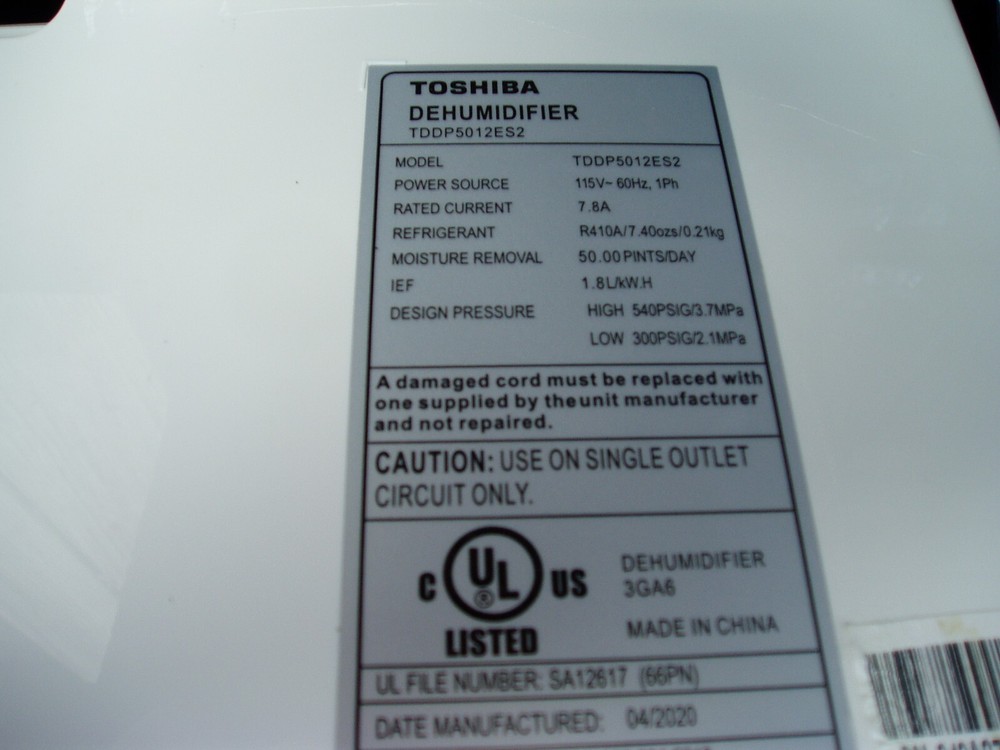 TOSHIBA
DEHUMIDIFIER
TDDP5012ES2
MODEL TDDP5012ES2
POWER SOURCE 115V~ 60Hz, 1Ph
RATED CURRENT 7.8A
REFRIGERANT R410A/7.40ozs/0.21kg
MOISTURE REMOVAL 50.00 PINTS/DAY
IEF 1.8L/kW.H
DESIGN PRESSURE HIGH 540PSIG/3.7MPa
LOW 300PSIG/2.1MPa
A damaged cord must be replaced with
one supplied by theunit manufacturer
and not repaired.
CAUTION: USE ON SINGLE OUTLET
CIRCUIT ONLY.
C UL® US
LISTED
DEHUMIDIFIER
3GA6
MADE IN CHINA
UL FILE NUMBER: SA12617 (66PN)
DATE MANUFACTURED: 04/2020